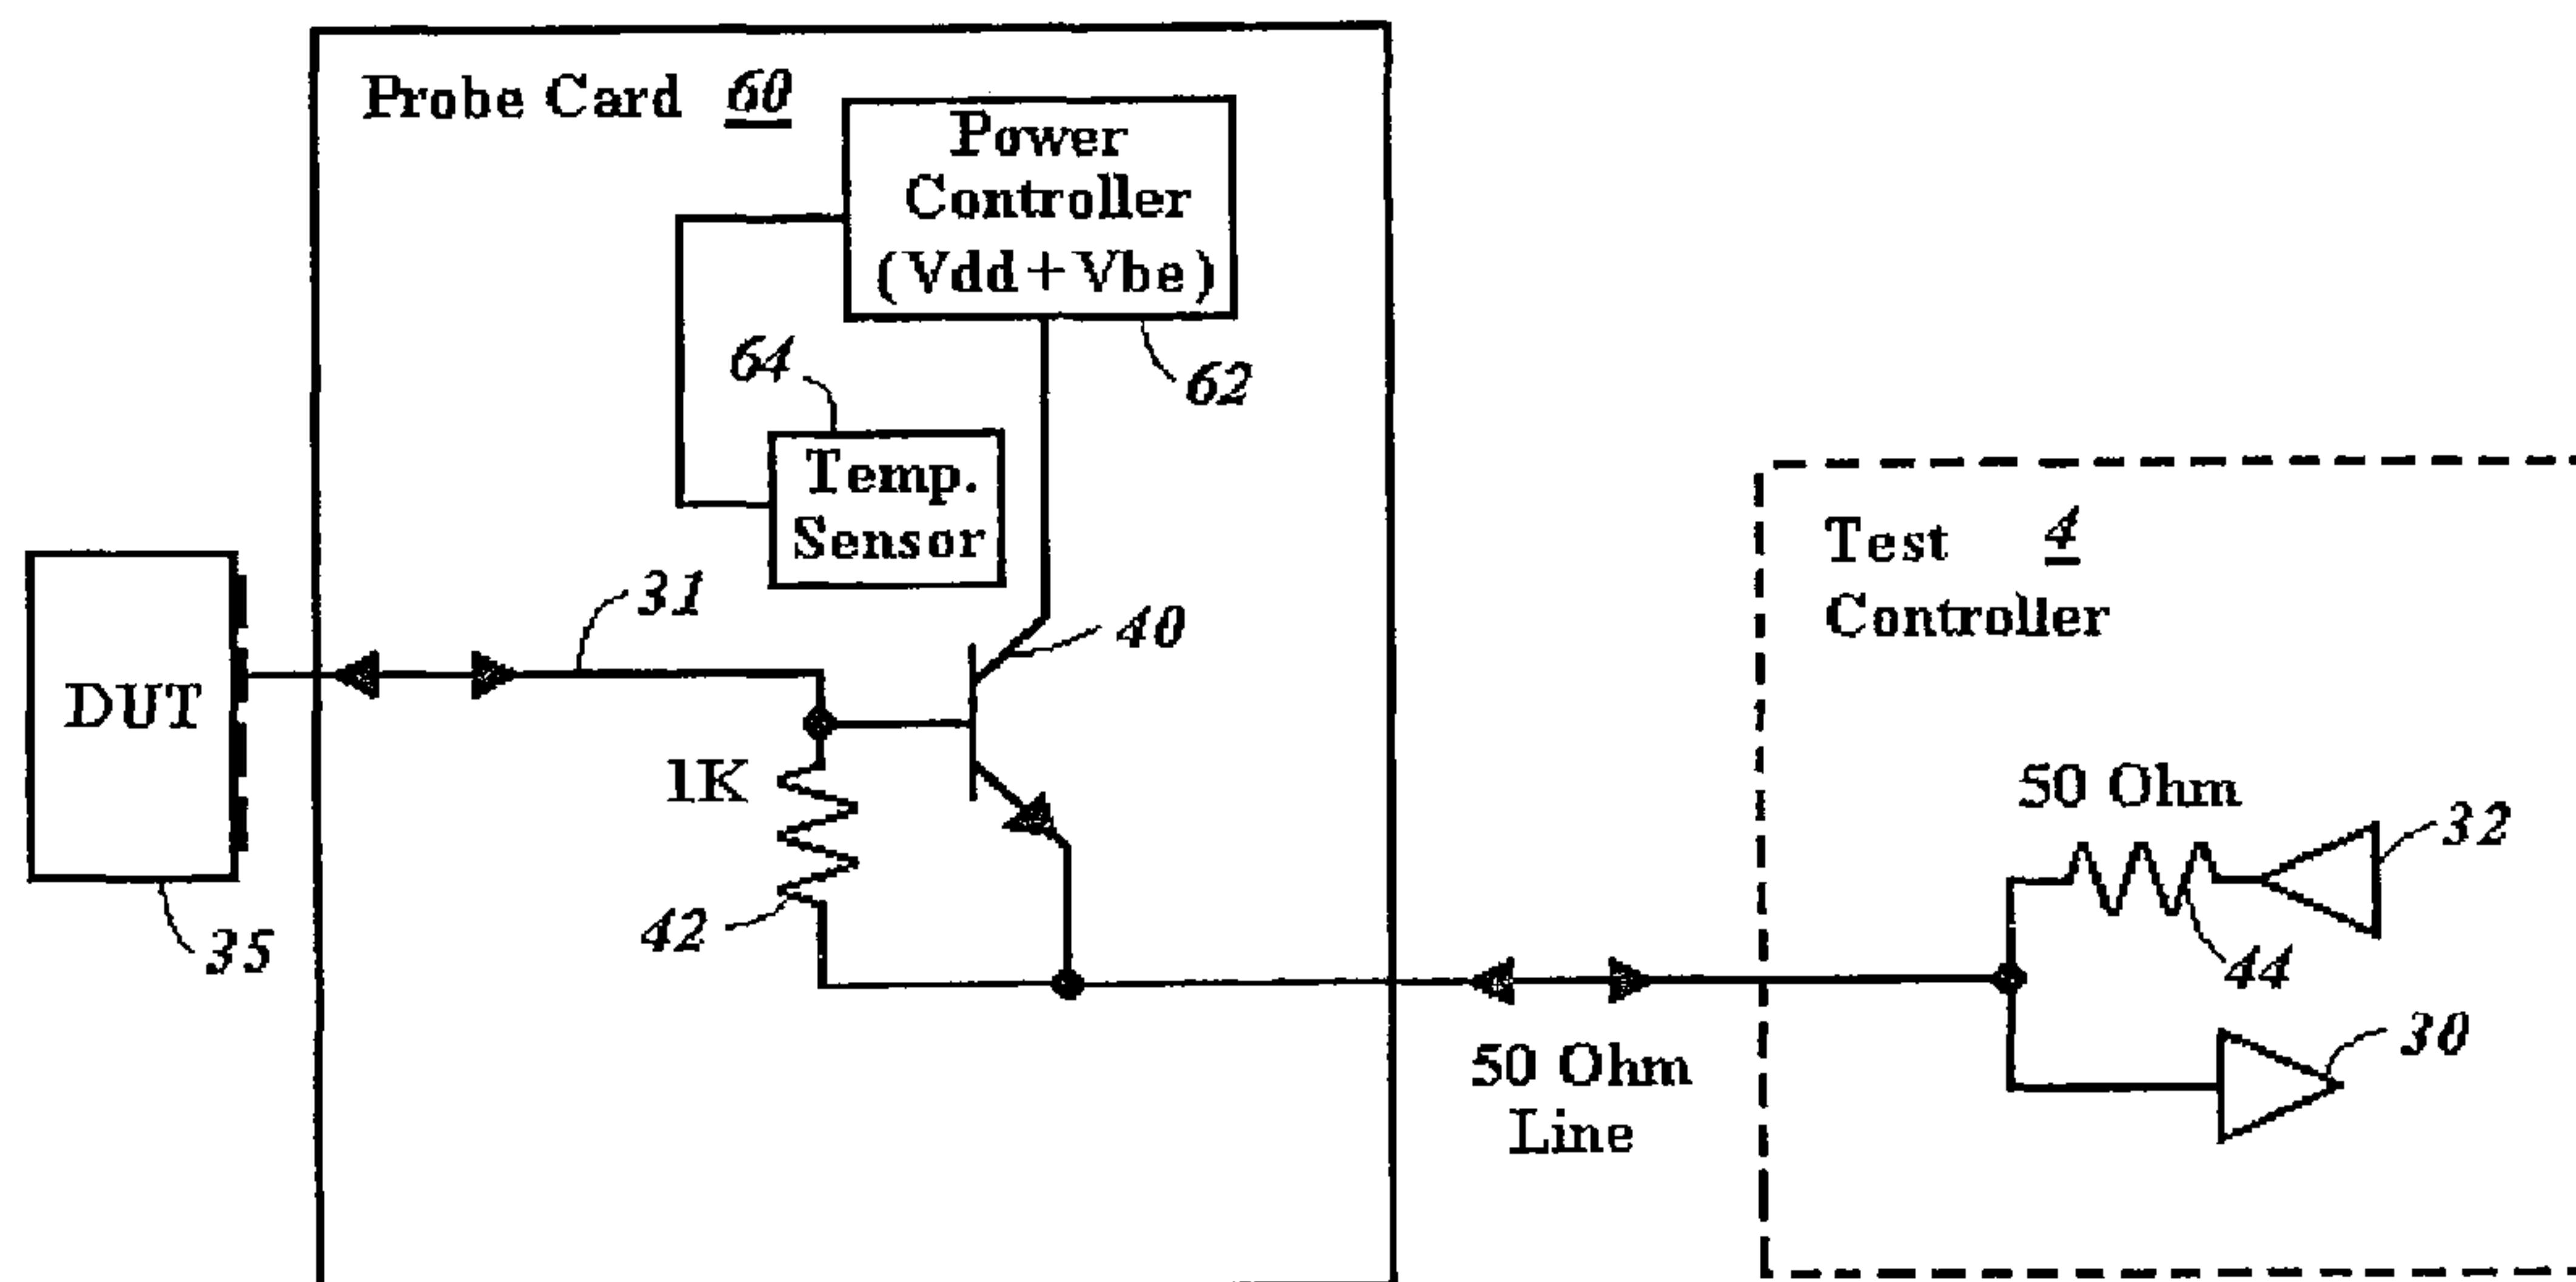 Probe Card 60
Power
Controller
(Vdd+Vbe)
62
64
Temp.
Sensor
31
40
DUT
35
1K
42
50 Ohm
Line
Test 4
Controller
50 Ohm
32
44
30